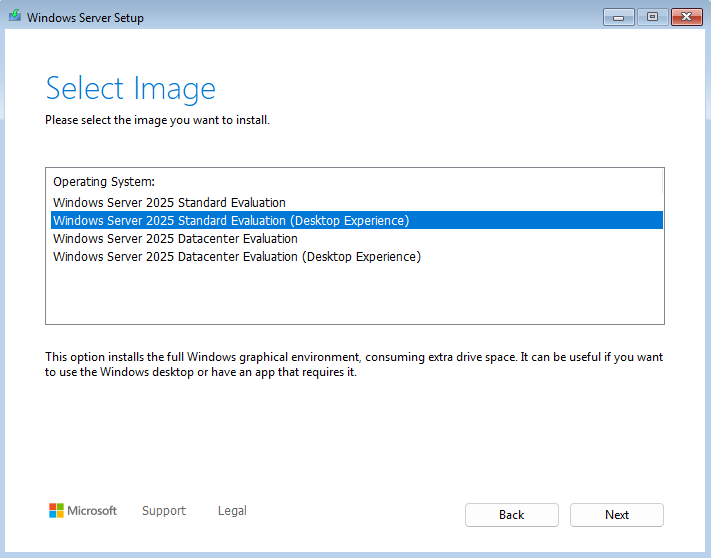 Windows Server Setup
Select Image
Please select the image you want to install.
Operating System:
Windows Server 2025 Standard Evaluation
Windows Server 2025 Standard Evaluation (Desktop Experience)
Windows Server 2025 Datacenter Evaluation
Windows Server 2025 Datacenter Evaluation (Desktop Experience)
This option installs the full Windows graphical environment, consuming extra drive space. It can be useful if you want
to use the Windows desktop or have an app that requires it.
Microsoft Support Legal Back Next